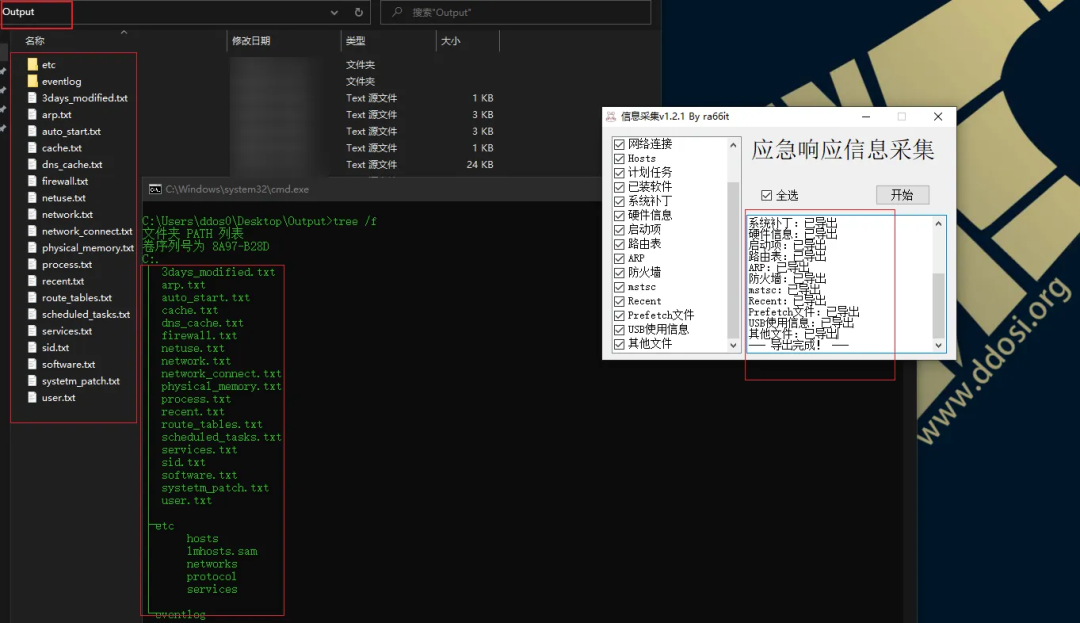 Output
搜索"Output"
名称
修改日期
类型
大小
etc
文件夹
eventlog
文件夹
3days_modified.txt
Text 源文件
1 KB
arp.txt
Text 源文件
3 KB
auto_start.txt
Text 源文件
3 KB
cache.txt
Text 源文件
1 KB
dns_cache.txt
Text 源文件
24 KB
firewall.txt
netuse.txt
network.txt
network_connect.txt
physical_memory.txt
process.txt
recent.txt
route_tables.txt
scheduled_tasks.txt
services.txt
sid.txt
software.txt
systetm_patch.txt
user.txt
C:\Windows\system32\cmd.exe
C:\Users\ddos0\Desktop\Output>tree /f
文件夹 PATH 列表
卷序列号为 8A97-B28D
C:.
3days_modified.txt
arp.txt
auto_start.txt
cache.txt
dns_cache.txt
firewall.txt
netuse.txt
network.txt
network_connect.txt
physical_memory.txt
process.txt
recent.txt
route_tables.txt
scheduled_tasks.txt
services.txt
sid.txt
software.txt
systetm_patch.txt
user.txt
etc
hosts
lmhosts.sam
networks
protocol
services
eventlog
信息采集v1.2.1 By ra66it
网络连接
Hosts
计划任务
已装软件
系统补丁
硬件信息
启动项
路由表
ARP
防火墙
mstsc
Recent
Prefetch文件
USB使用信息
其他文件
应急响应信息采集
全选
开始
系统补丁：已导出
硬件信息：已导出
启动项：已导出
路由表：已导出
ARP：已导出
防火墙：已导出
mstsc：已导出
Recent：已导出
Prefetch文件：已导出
USB使用信息：已导出
其他文件：已导出
—— 导出完成！ ——
www.ddosi.org